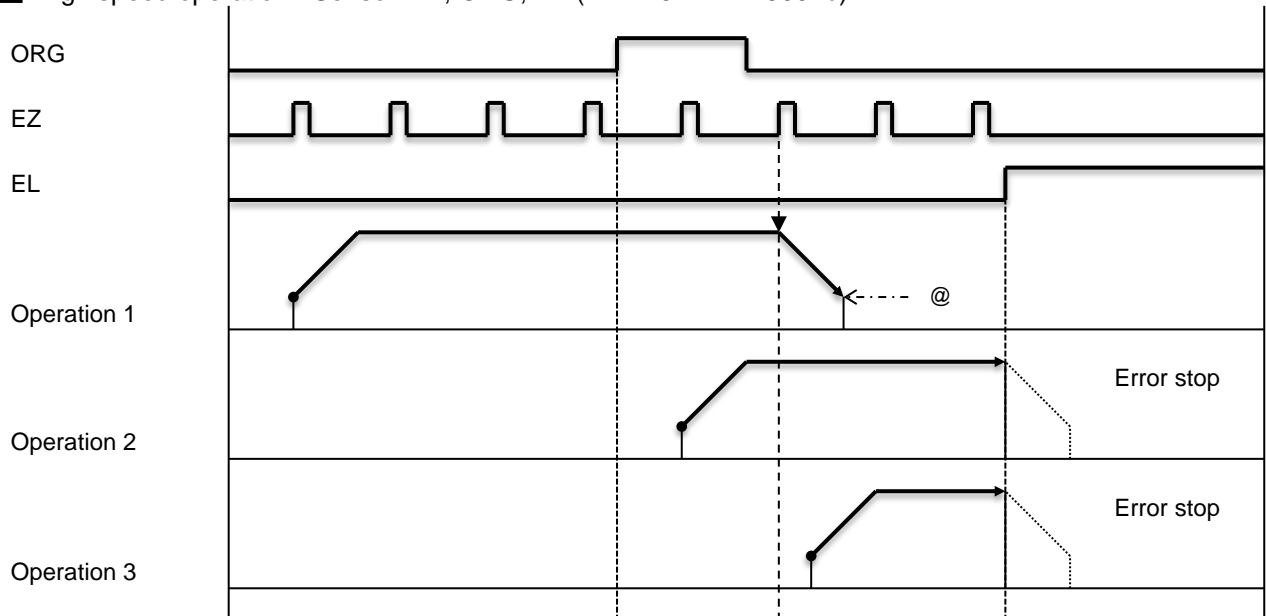 ORG
EZ
EL
Operation 1
@
Error stop
Operation 2
Error stop
Operation 3